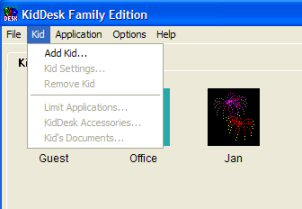 KidDesk Family Edition
File Kid Application Options Help
Add Kid...
Kid Settings...
Remove Kid
Limit Applications...
KidDesk Accessories...
Kid's Documents...
Guest Office Jan